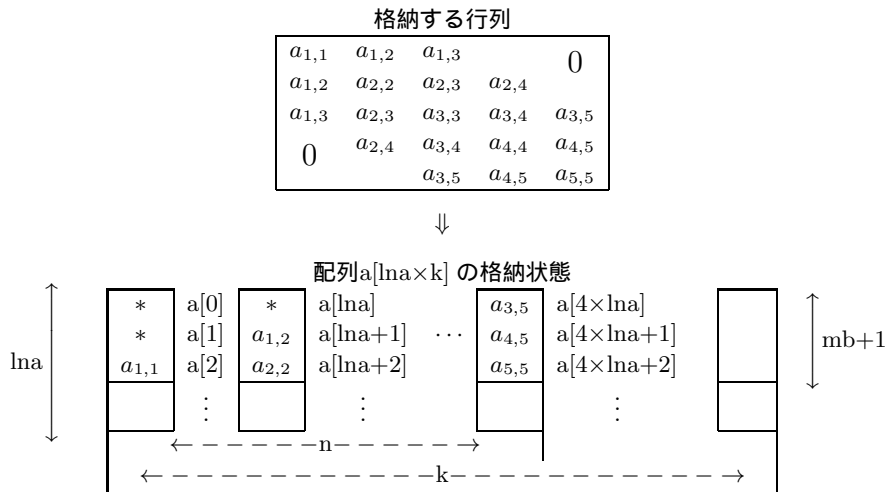 格納する行列
a1,1 a1,2 a1,3 0
a1,2 a2,2 a2,3 a2,4
a1,3 a2,3 a3,3 a3,4 a3,5
0 a2,4 a3,4 a4,4 a4,5
a3,5 a4,5 a5,5
⇓
配列a[lna×k] の格納状態
* a[0] * a[lna] a3,5 a[4×lna]
* a[1] a1,2 a[lna+1] ⋯ a4,5 a[4×lna+1]
lna a1,1 a[2] a2,2 a[lna+2] a5,5 a[4×lna+2] mb+1
⋮ ⋮ ⋮
n
k